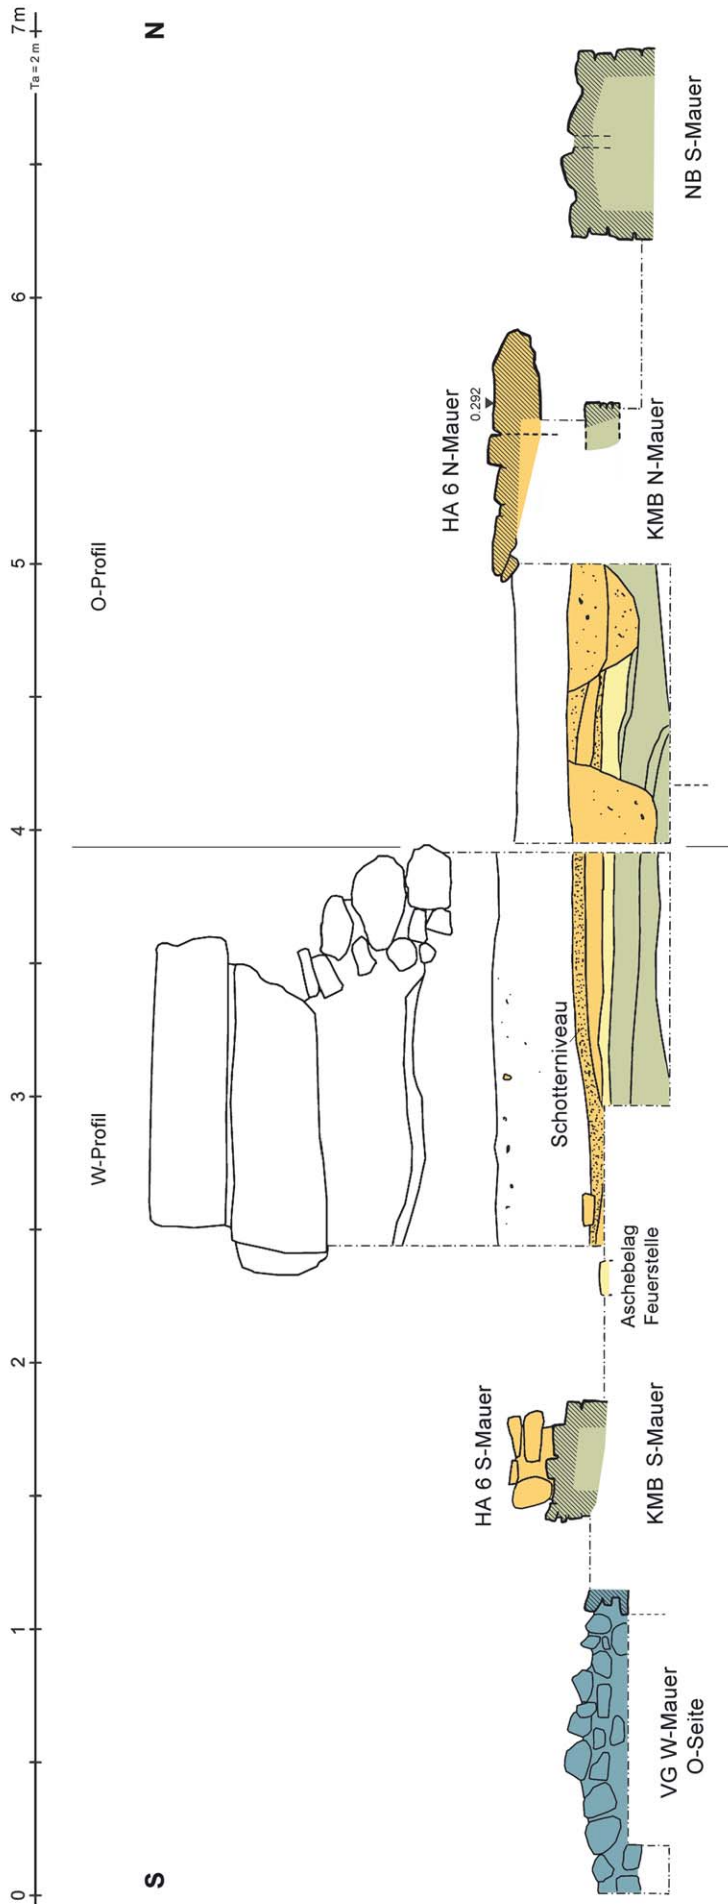 0
1
2
3
4
5
6
7m
Ta = 2 m
S
N
W-Profil
O-Profil
HA 6 N-Mauer
0.292
HA 6 S-Mauer
Schotterniveau
Aschebelag
Feuerstelle
VG W-Mauer
O-Seite
KMB S-Mauer
KMB N-Mauer
NB S-Mauer